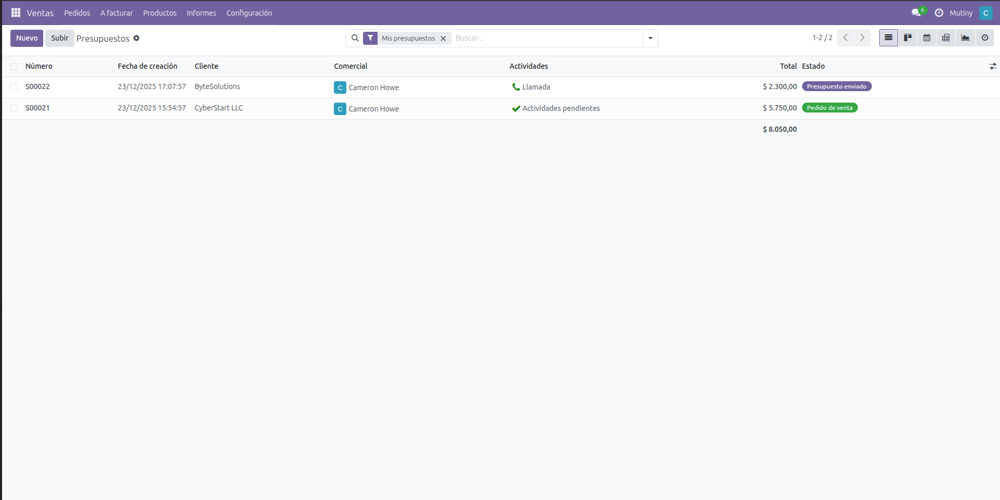 Ventas Pedidos A facturar Productos Informes Configuración 6 Mutiny C
Nuevo Subir Presupuestos Mis presupuestos Buscar... 1-2 / 2
Número Fecha de creación Cliente Comercial Actividades Total Estado
S00022 23/12/2025 17:07:57 ByteSolutions C Cameron Howe Llamada $ 2.300,00 Presupuesto enviado
S00021 23/12/2025 15:54:57 CyberStart LLC C Cameron Howe Actividades pendientes $ 5.750,00 Pedido de venta
$ 8.050,00